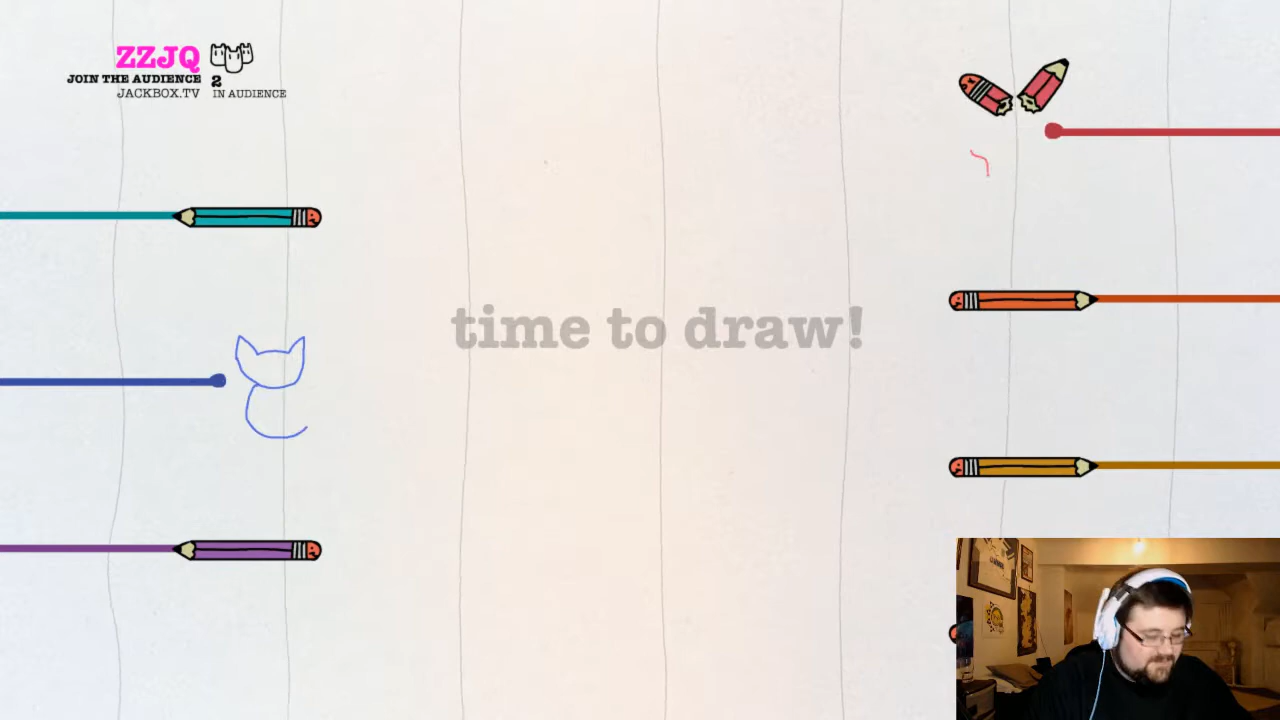 ZZJQ
JOIN THE AUDIENCE
JACKBOX.TV
2
IN AUDIENCE
time to draw!